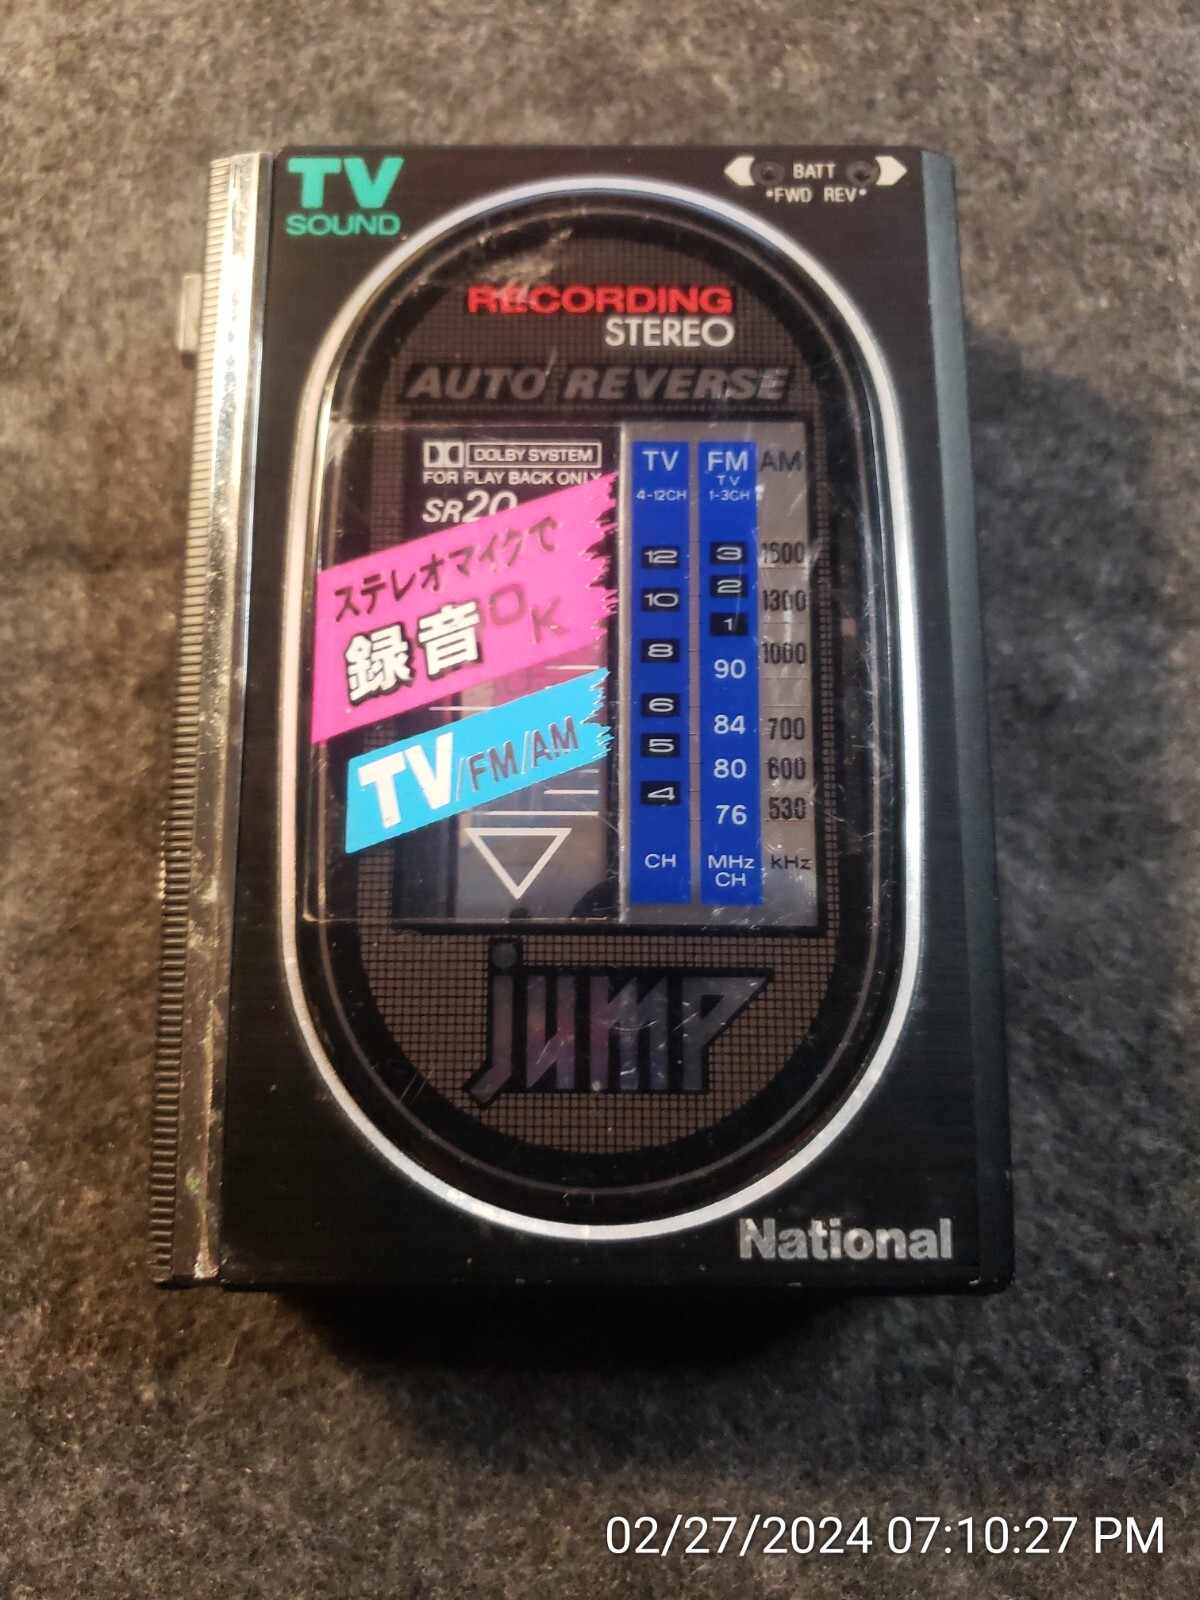 TV
SOUND
BATT
•FWD REV•
RECORDING
STEREO
AUTO REVERSE
DOLBY SYSTEM
FOR PLAY BACK ONLY
SR20
ステレオマイクで
録音OK
TV/FM/AM
TV
4-12CH
12
10
8
6
5
4
CH
FM
TV
1-3CH
3
2
1
90
84
80
76
MHz
CH
AM
1600
1300
1000
700
600
530
kHz
jump
National
02/27/2024 07:10:27 PM